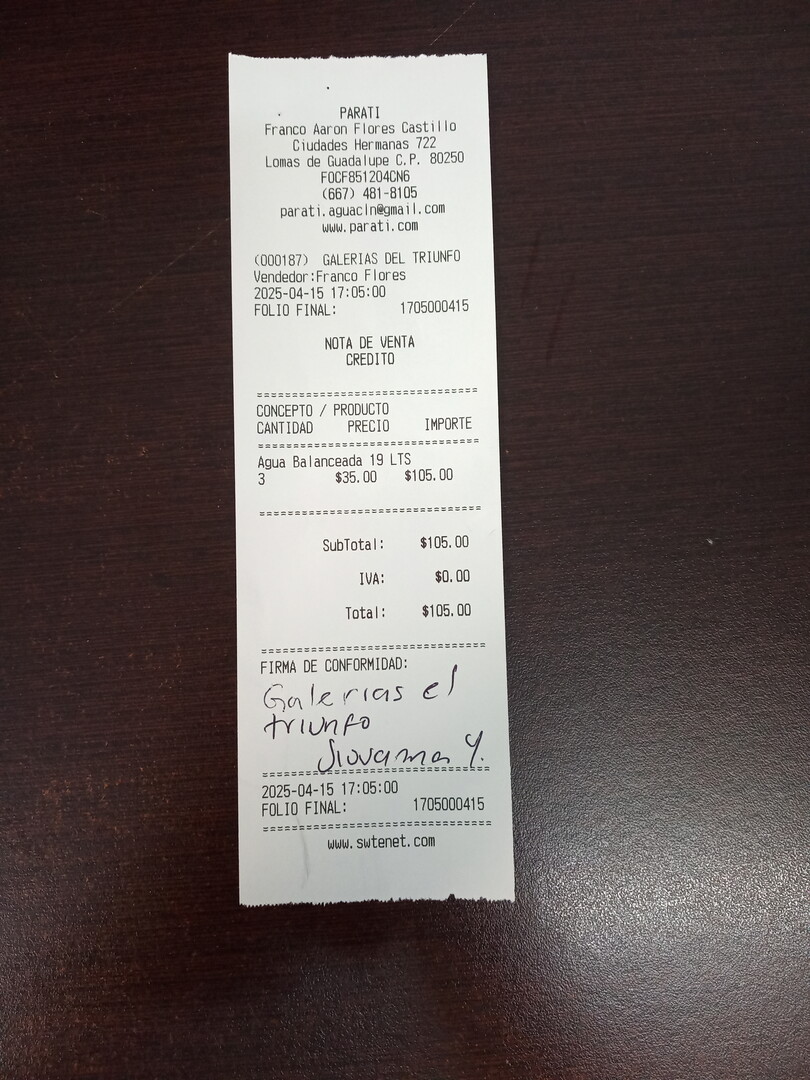 PARATI
Franco Aaron Flores Castillo
Ciudades Hermanas 722
Lomas de Guadalupe C.P. 80250
FOCF851204CN6
(667) 481-8105
parati.aguacln@gmail.com
www.parati.com
(000187) GALERIAS DEL TRIUNFO
Vendedor:Franco Flores
2025-04-15 17:05:00
FOLIO FINAL: 1705000415
NOTA DE VENTA
CREDITO
================================
CONCEPTO / PRODUCTO
CANTIDAD PRECIO IMPORTE
================================
Agua Balanceada 19 LTS
3 $35.00 $105.00
================================
SubTotal: $105.00
IVA: $0.00
Total: $105.00
================================
FIRMA DE CONFORMIDAD:
Galerias el
triunfo
Y.
================================
2025-04-15 17:05:00
FOLIO FINAL: 1705000415
================================
www.swtenet.com